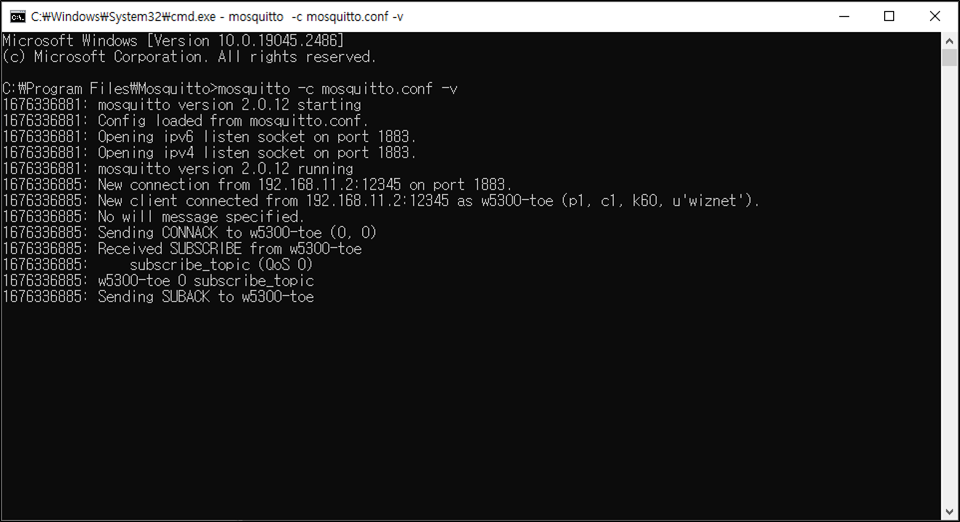 C:₩Windows₩System32₩cmd.exe - mosquitto  -c mosquitto.conf -v
Microsoft Windows [Version 10.0.19045.2486]
(c) Microsoft Corporation. All rights reserved.
C:₩Program Files₩Mosquitto>mosquitto -c mosquitto.conf -v
1676336881: mosquitto version 2.0.12 starting
1676336881: Config loaded from mosquitto.conf.
1676336881: Opening ipv6 listen socket on port 1883.
1676336881: Opening ipv4 listen socket on port 1883.
1676336881: mosquitto version 2.0.12 running
1676336885: New connection from 192.168.11.2:12345 on port 1883.
1676336885: New client connected from 192.168.11.2:12345 as w5300-toe (p1, c1, k60, u'wiznet').
1676336885: No will message specified.
1676336885: Sending CONNACK to w5300-toe (0, 0)
1676336885: Received SUBSCRIBE from w5300-toe
1676336885:     subscribe_topic (QoS 0)
1676336885: w5300-toe 0 subscribe_topic
1676336885: Sending SUBACK to w5300-toe